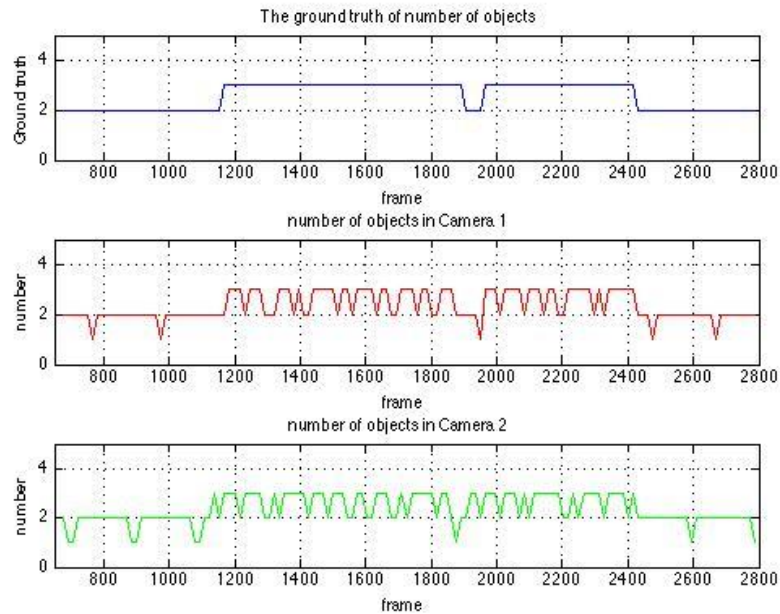 The ground truth of number of objects
Ground truth
4
2
0
800 1000 1200 1400 1600 1800 2000 2200 2400 2600 2800
frame
number of objects in Camera 1
number
4
2
0
800 1000 1200 1400 1600 1800 2000 2200 2400 2600 2800
frame
number of objects in Camera 2
number
4
2
0
800 1000 1200 1400 1600 1800 2000 2200 2400 2600 2800
frame